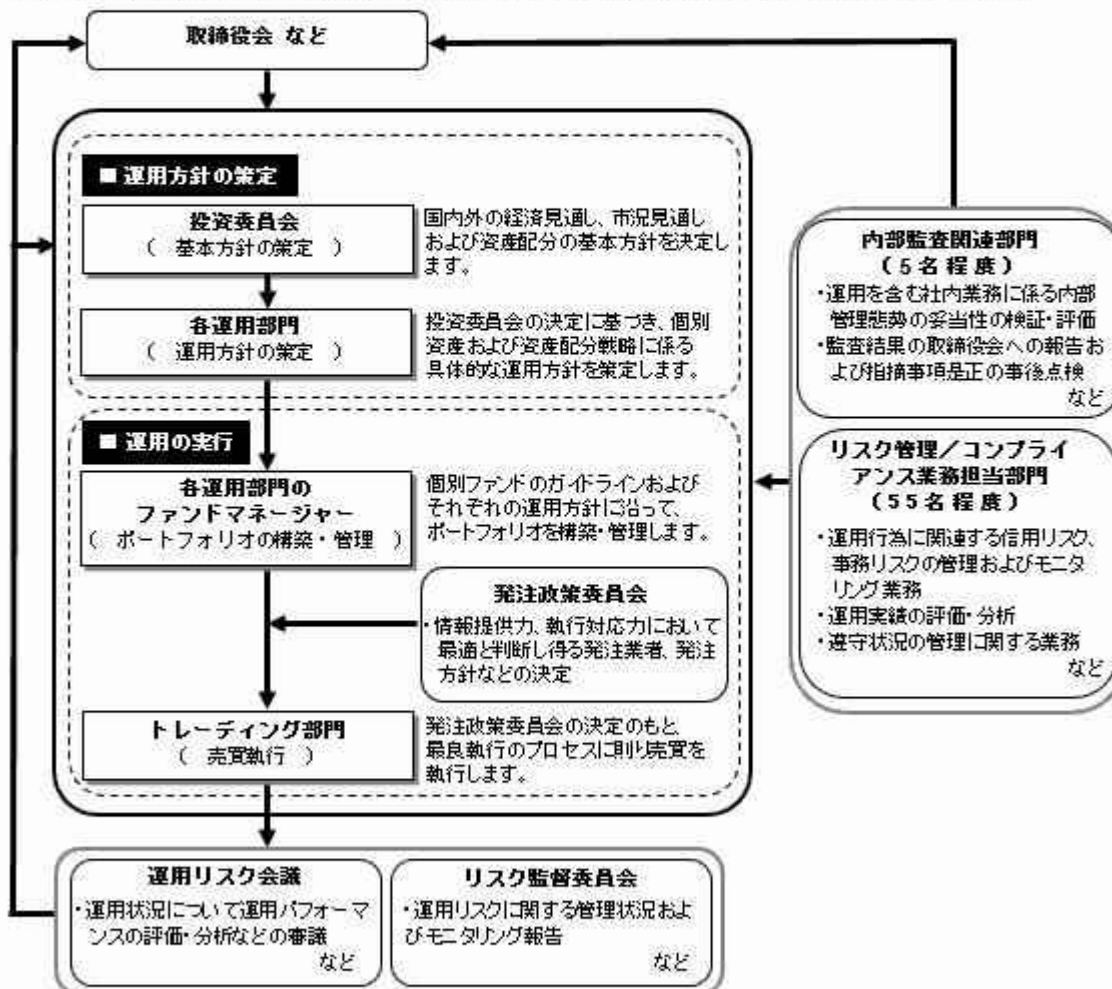 取締役会 など
■ 運用方針の策定
投資委員会
( 基本方針の策定 )
国内外の経済見通し、市況見通し
および資産配分の基本方針を決定し
ます。
各運用部門
( 運用方針の策定 )
投資委員会の決定に基づき、個別
資産および資産配分戦略に係る
具体的な運用方針を策定します。
■ 運用の実行
各運用部門の
ファンドマネージャー
( ポートフォリオの構築・管理 )
個別ファンドのガイドラインおよび
それぞれの運用方針に沿って、
ポートフォリオを構築・管理します。
発注政策委員会
・情報提供力、執行対応力において
最適と判断し得る発注業者、発注
方針などの決定
トレーディング部門
( 売買執行 )
発注政策委員会の決定のもと、
最良執行のプロセスに則り売買を
執行します。
運用リスク会議
・運用状況について運用パフォーマ
ンスの評価・分析などの審議
など
リスク監督委員会
・運用リスクに関する管理状況およ
びモニタリング報告
など
内部監査関連部門
(5名程度)
・運用を含む社内業務に係る内部
管理態勢の妥当性の検証・評価
・監査結果の取締役会への報告お
よび指摘事項是正の事後点検
など
リスク管理/コンプライ
アンス業務担当部門
(55名程度)
・運用行為に関連する信用リスク、
事務リスクの管理およびモニタ
リング業務
・運用実績の評価・分析
・遵守状況の管理に関する業務
など